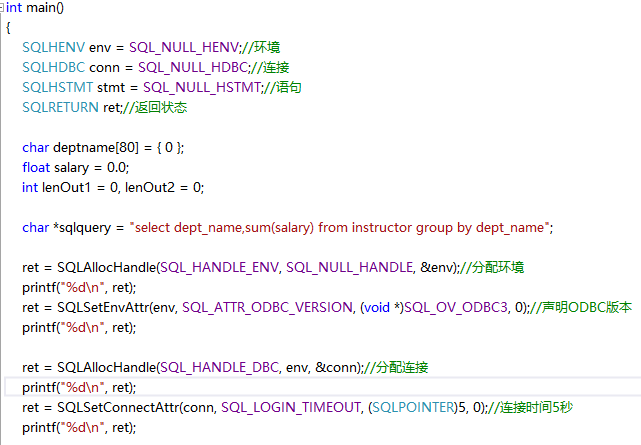 int main()
{
SQLHENV env = SQL_NULL_HENV;//环境
SQLHDBC conn = SQL_NULL_HDBC;//连接
SQLHSTMT stmt = SQL_NULL_HSTMT;//语句
SQLRETURN ret;//返回状态
char deptname[80] = { 0 };
float salary = 0.0;
int lenOut1 = 0, lenOut2 = 0;
char *sqlquery = "select dept_name,sum(salary) from instructor group by dept_name";
ret = SQLAllocHandle(SQL_HANDLE_ENV, SQL_NULL_HANDLE, &env);//分配环境
printf("%d\n", ret);
ret = SQLSetEnvAttr(env, SQL_ATTR_ODBC_VERSION, (void *)SQL_OV_ODBC3, 0);//声明ODBC版本
printf("%d\n", ret);
ret = SQLAllocHandle(SQL_HANDLE_DBC, env, &conn);//分配连接
printf("%d\n", ret);
ret = SQLSetConnectAttr(conn, SQL_LOGIN_TIMEOUT, (SQLPOINTER)5, 0);//连接时间5秒
printf("%d\n", ret);